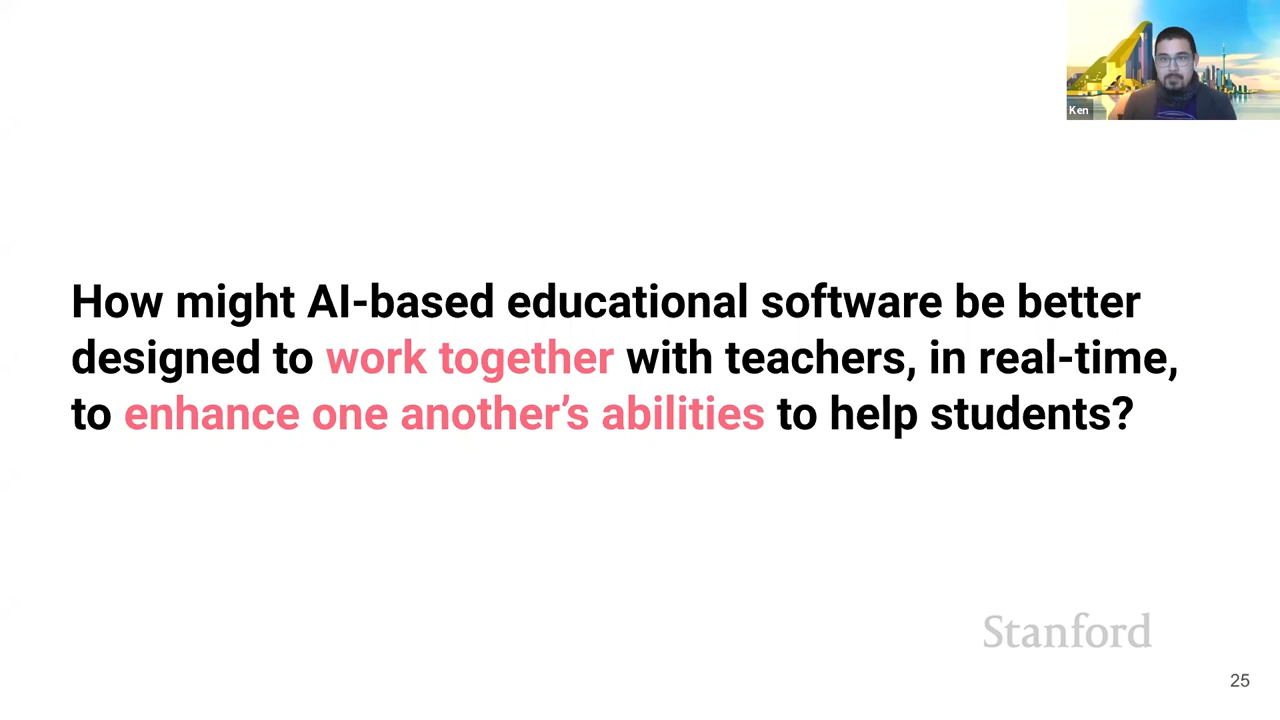 Ken
How might AI-based educational software be better
designed to work together with teachers, in real-time,
to enhance one another’s abilities to help students?
Stanford
25